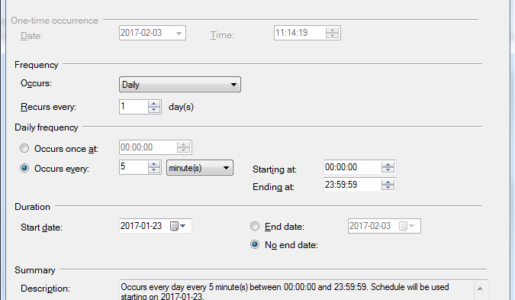 One-time occurrence
Date: 2017-02-03 Time: 11:14:19
Frequency
Occurs: Daily
Recurs every: 1 day(s)
Daily frequency
Occurs once at: 00:00:00
Occurs every: 5 minute(s) Starting at: 00:00:00
Ending at: 23:59:59
Duration
Start date: 2017-01-23 End date: 2017-02-03
No end date:
Summary
Description: Occurs every day every 5 minute(s) between 00:00:00 and 23:59:59. Schedule will be used
starting on 2017-01-23.